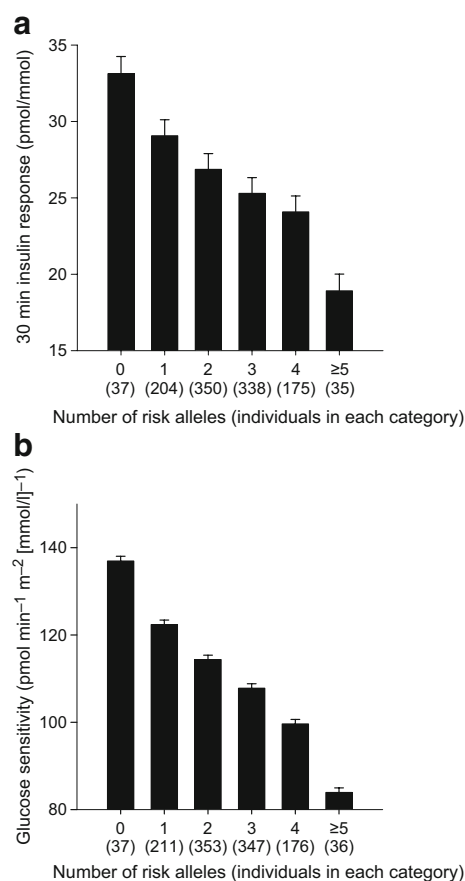 a
30 min insulin response (pmol/mmol)
35
30
25
20
15
0 1 2 3 4 ≥5
(37) (204) (350) (338) (175) (35)
Number of risk alleles (individuals in each category)
b
Glucose sensitivity (pmol min⁻¹ m⁻² [mmol/l]⁻¹)
140
120
100
80
0 1 2 3 4 ≥5
(37) (211) (353) (347) (176) (36)
Number of risk alleles (individuals in each category)